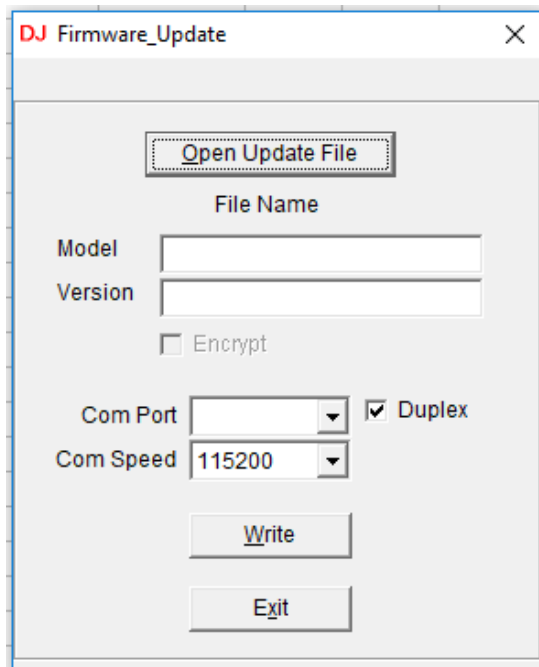 DJ Firmware_Update
Open Update File
File Name
Model
Version
Encrypt
Com Port
Duplex
Com Speed 115200
Write
Exit